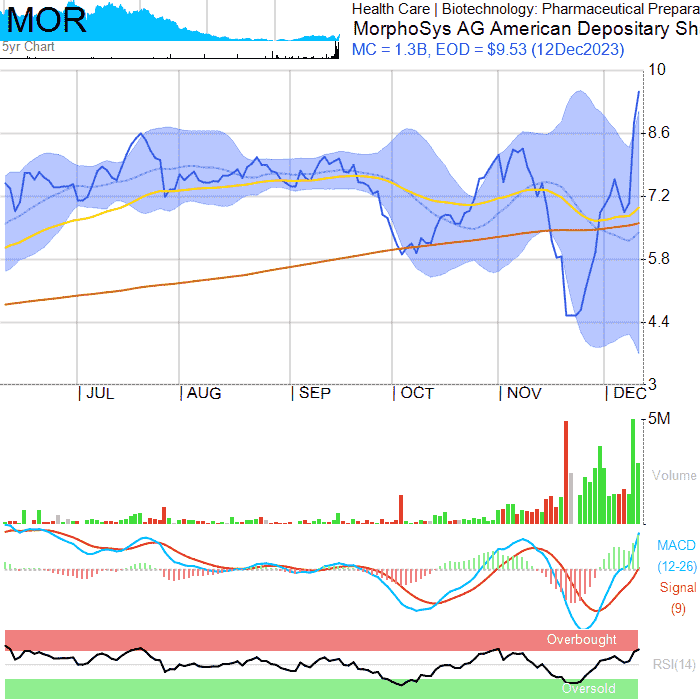 MOR
5yr Chart
Health Care | Biotechnology: Pharmaceutical Prepara
MorphoSys AG American Depositary Sh
MC = 1.3B, EOD = $9.53 (12Dec2023)
10
8.6
7.2
5.8
4.4
3
| JUL | AUG | SEP | OCT | NOV | DEC
5M
Volume
MACD
(12-26)
Signal
(9)
Overbought
RSI(14)
Oversold